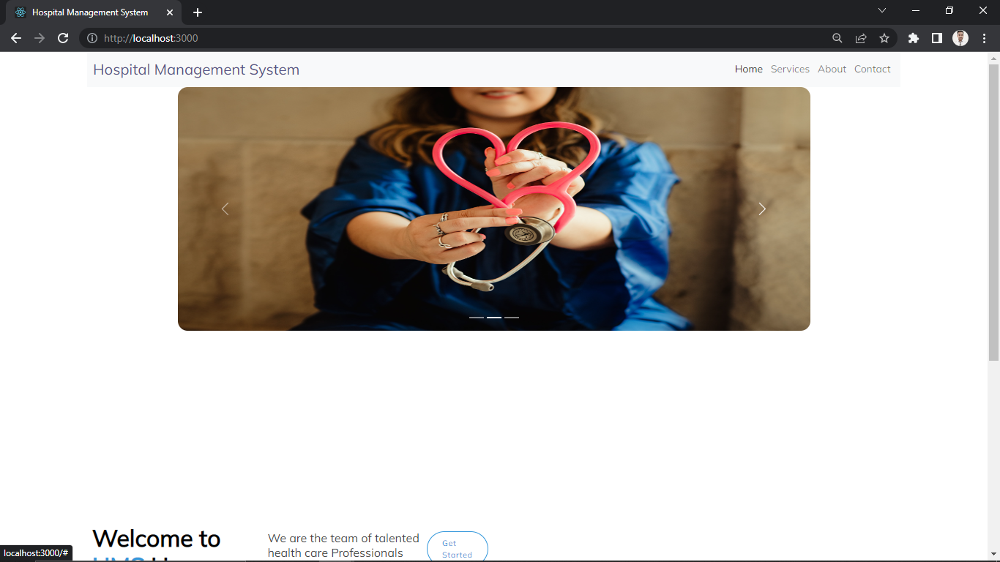 Hospital Management System
http://localhost:3000
Hospital Management System
Home Services About Contact
Welcome to
We are the team of talented
health care Professionals
Get
Started
localhost:3000/#